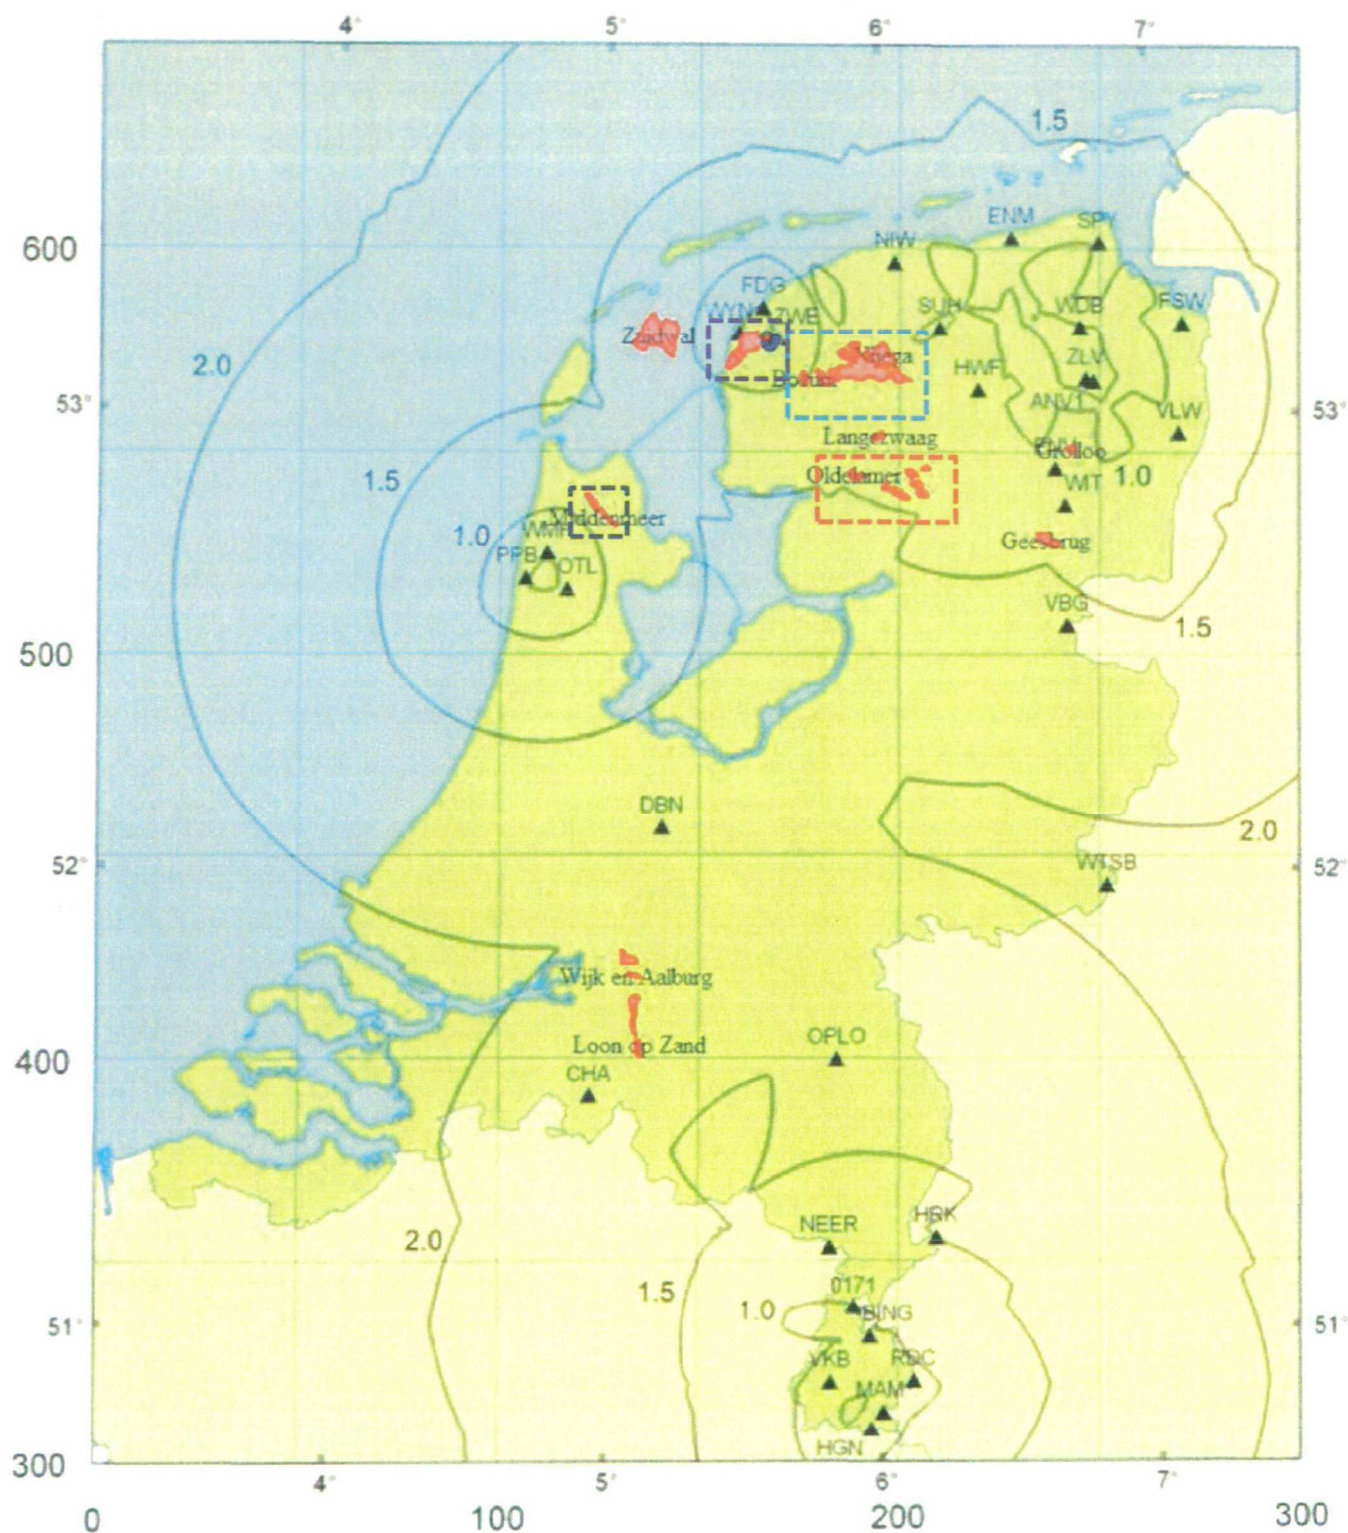 4° 5° 6° 7°
1.5
ENM
SPY
600
NIW
FDG
WDB
FSW
SUH
ZWE
Zuidwal
2.0
HWF
ZLV
53°
53°
ANV1
VLW
Langezwaag
Grolloo
Oldelamer
1.5
1.0
WIT
Middenmeer
1.0
Geesbrug
PPB
OTL
VBG
1.5
500
DBN
2.0
52°
WTSB
52°
Wijk en Aalburg
OPLO
400
Loon op Zand
CHA
NEER
HRK
2.0
0171
1.5
1.0
BING
51°
51°
VKB
RDC
MAM
HGN
300
4° 5° 6° 7°
0 100 200 300